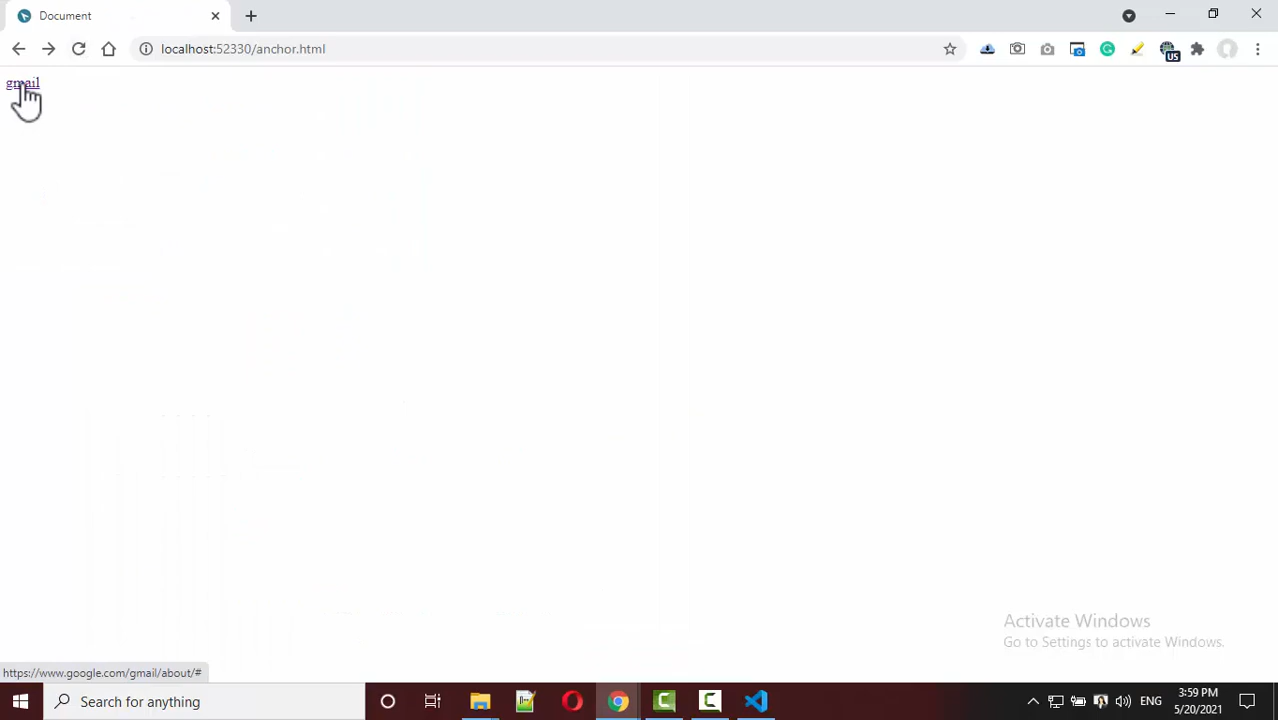 Document
localhost:52330/anchor.html
US
gmail
Activate Windows
Go to Settings to activate Windows.
https://www.google.com/gmail/about/#
Search for anything
ENG
3:59 PM
5/20/2021